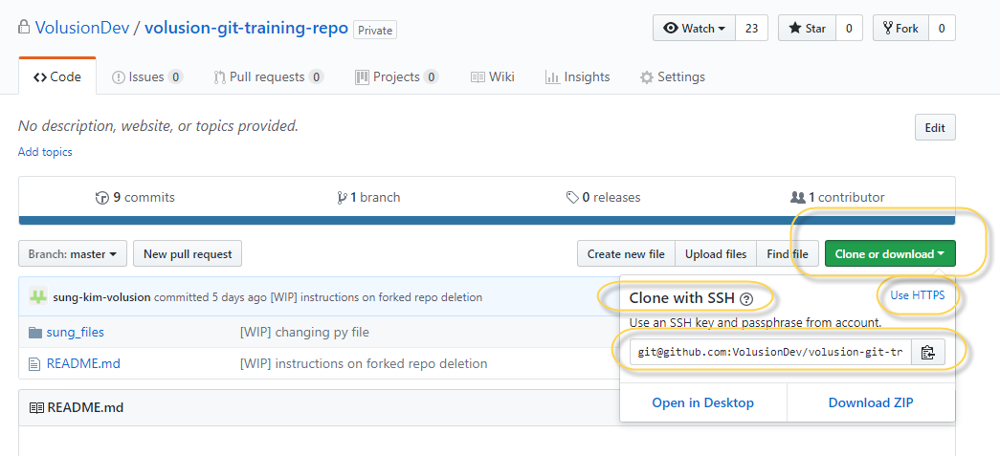 VolusionDev / volusion-git-training-repo Private Watch 23 Star 0 Fork 0
Code Issues 0 Pull requests 0 Projects 0 Wiki Insights Settings
No description, website, or topics provided. Edit
Add topics
9 commits 1 branch 0 releases 1 contributor
Branch: master New pull request Create new file Upload files Find file Clone or download
sung-kim-volusion committed 5 days ago [WIP] instructions on forked repo deletion
sung_files [WIP] changing py file
README.md [WIP] instructions on forked repo deletion
README.md
Clone with SSH ? Use HTTPS
Use an SSH key and passphrase from account.
git@github.com:VolusionDev/volusion-git-tr
Open in Desktop Download ZIP